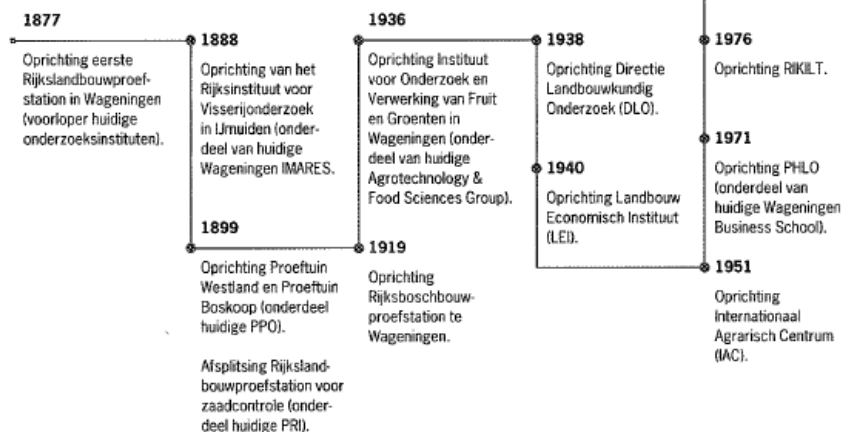 1877
Oprichting eerste
Rijkslandbouwproef-
station in Wageningen
(voorloper huidige
onderzoeksinstituten).
1888
Oprichting van het
Rijksinstituut voor
Visserijonderzoek
in IJmuiden (onder-
deel van huidige
Wageningen IMARES.
1899
Oprichting Proeftuin
Westland en Proeftuin
Boskoop (onderdeel
huidige PPO).
Afsplitsing Rijksland-
bouwproefstation voor
zaadcontrole (onder-
deel huidige PRI).
1919
Oprichting
Rijksboschbouw-
proefstation te
Wageningen.
1936
Oprichting Instituut
voor Onderzoek en
Verwerking van Fruit
en Groenten in
Wageningen (onder-
deel van huidige
Agrotechnology &
Food Sciences Group).
1938
Oprichting Directie
Landbouwkundig
Onderzoek (DLO).
1940
Oprichting Landbouw
Economisch Instituut
(LEI).
1951
Oprichting
Internationaal
Agrarisch Centrum
(IAC).
1971
Oprichting PHLO
(onderdeel van
huidige Wageningen
Business School).
1976
Oprichting RIKILT.